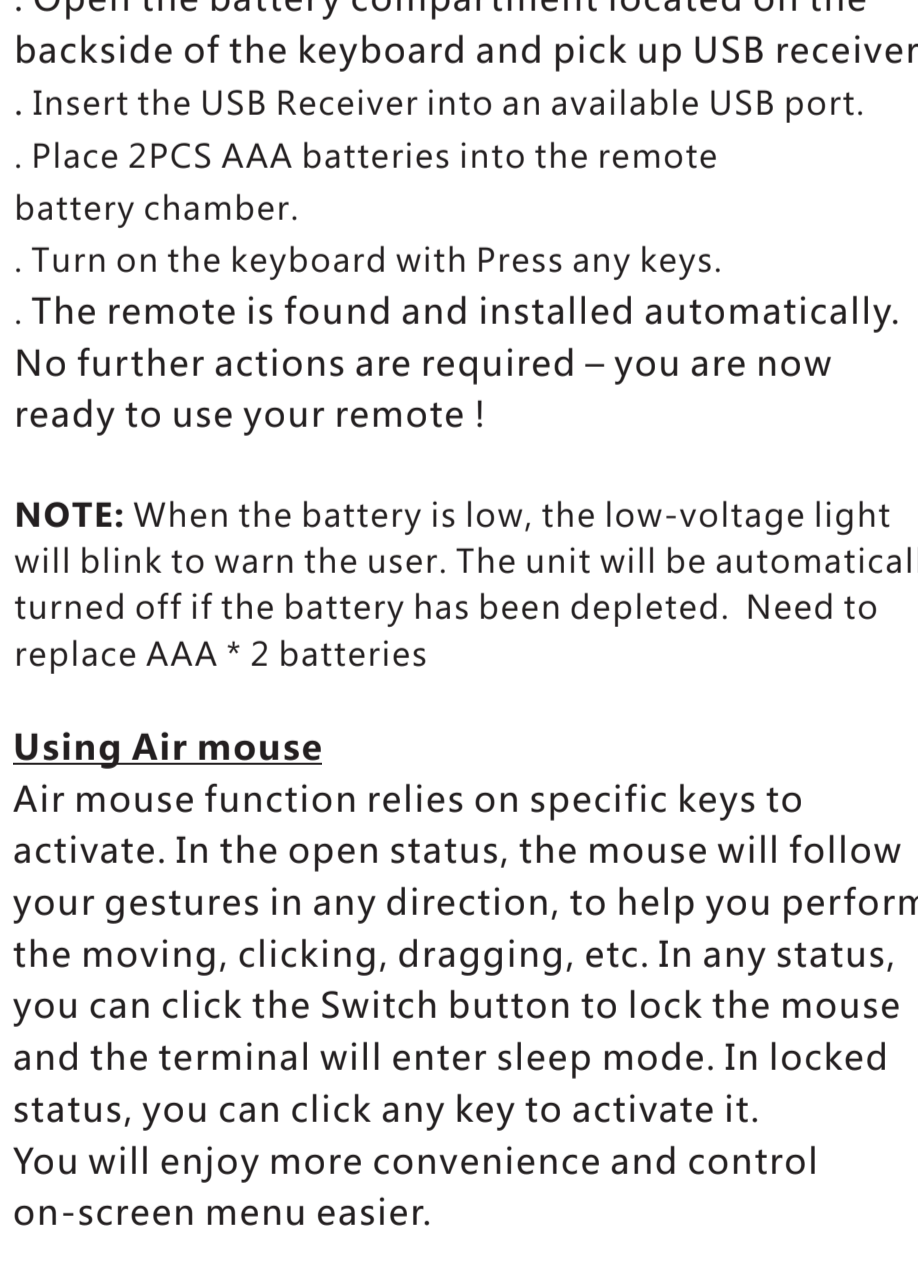 . Open the battery compartment located on the
backside of the keyboard and pick up USB receiver
. Insert the USB Receiver into an available USB port.
. Place 2PCS AAA batteries into the remote
battery chamber.
. Turn on the keyboard with Press any keys.
. The remote is found and installed automatically.
No further actions are required – you are now
ready to use your remote !
NOTE: When the battery is low, the low-voltage light
will blink to warn the user. The unit will be automaticall
turned off if the battery has been depleted.  Need to
replace AAA * 2 batteries
Using Air mouse
Air mouse function relies on specific keys to
activate. In the open status, the mouse will follow
your gestures in any direction, to help you perform
the moving, clicking, dragging, etc. In any status,
you can click the Switch button to lock the mouse
and the terminal will enter sleep mode. In locked
status, you can click any key to activate it.
You will enjoy more convenience and control
on-screen menu easier.